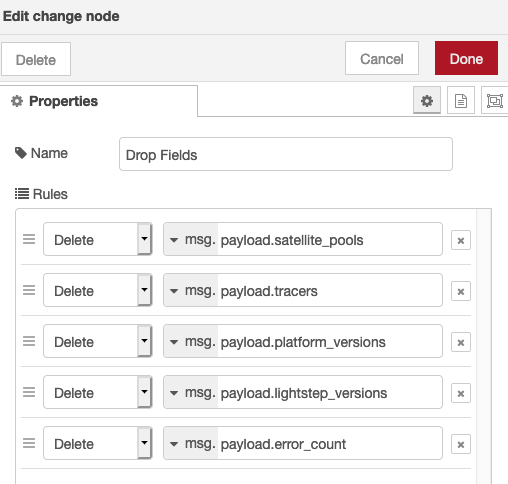 Edit change node
Delete
Cancel
Done
Properties
Name
Drop Fields
Rules
Delete msg. payload.satellite_pools
Delete msg. payload.tracers
Delete msg. payload.platform_versions
Delete msg. payload.lightstep_versions
Delete msg. payload.error_count